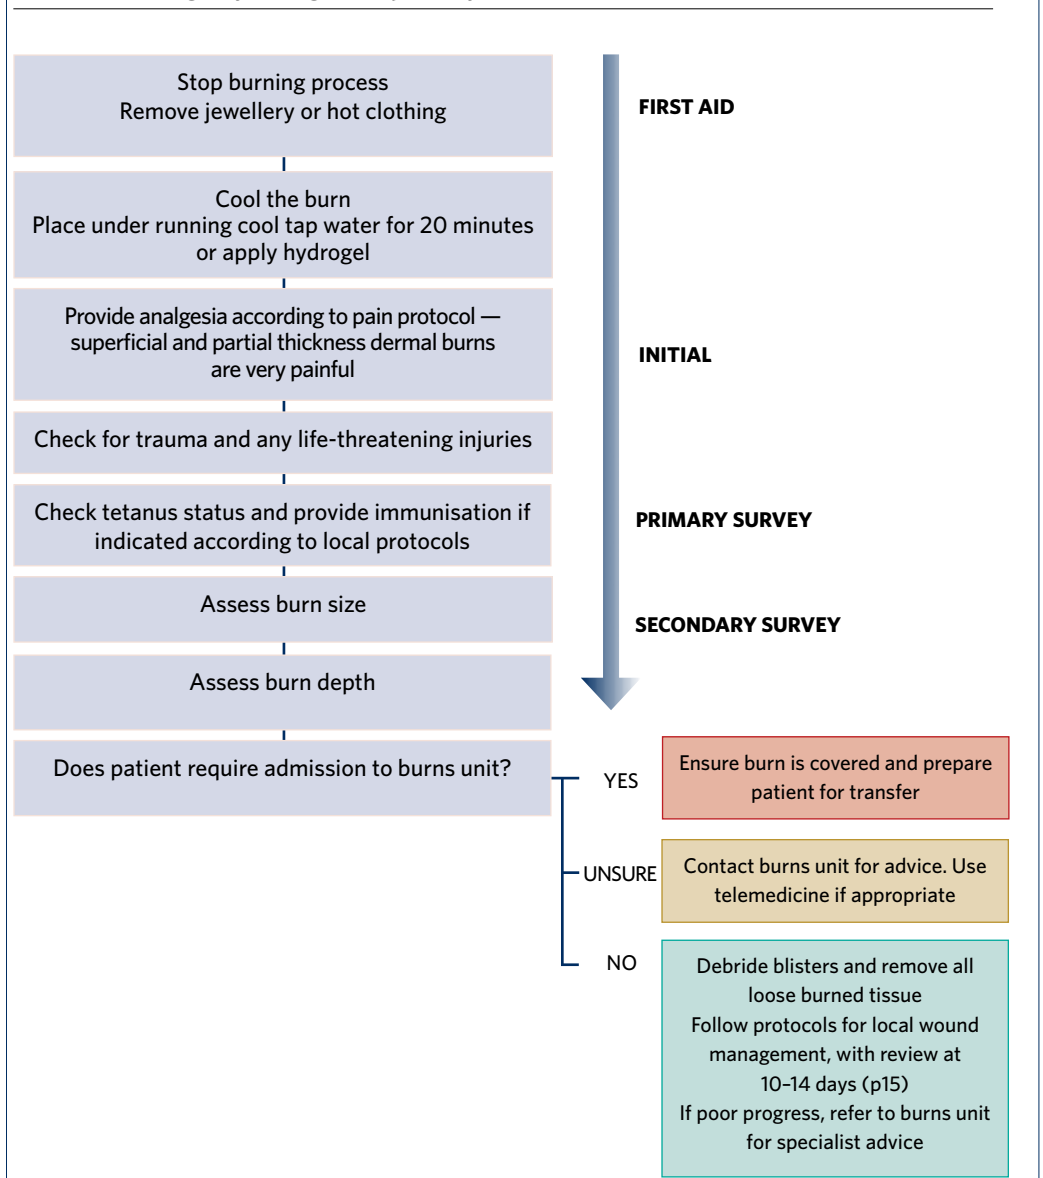 Stop burning process
Remove jewellery or hot clothing
FIRST AID
Cool the burn
Place under running cool tap water for 20 minutes
or apply hydrogel
Provide analgesia according to pain protocol —
superficial and partial thickness dermal burns
are very painful
INITIAL
Check for trauma and any life-threatening injuries
Check tetanus status and provide immunisation if
indicated according to local protocols
PRIMARY SURVEY
Assess burn size
SECONDARY SURVEY
Assess burn depth
Does patient require admission to burns unit?
YES
Ensure burn is covered and prepare
patient for transfer
UNSURE
Contact burns unit for advice. Use
telemedicine if appropriate
NO
Debride blisters and remove all
loose burned tissue
Follow protocols for local wound
management, with review at
10–14 days (p15)
If poor progress, refer to burns unit
for specialist advice